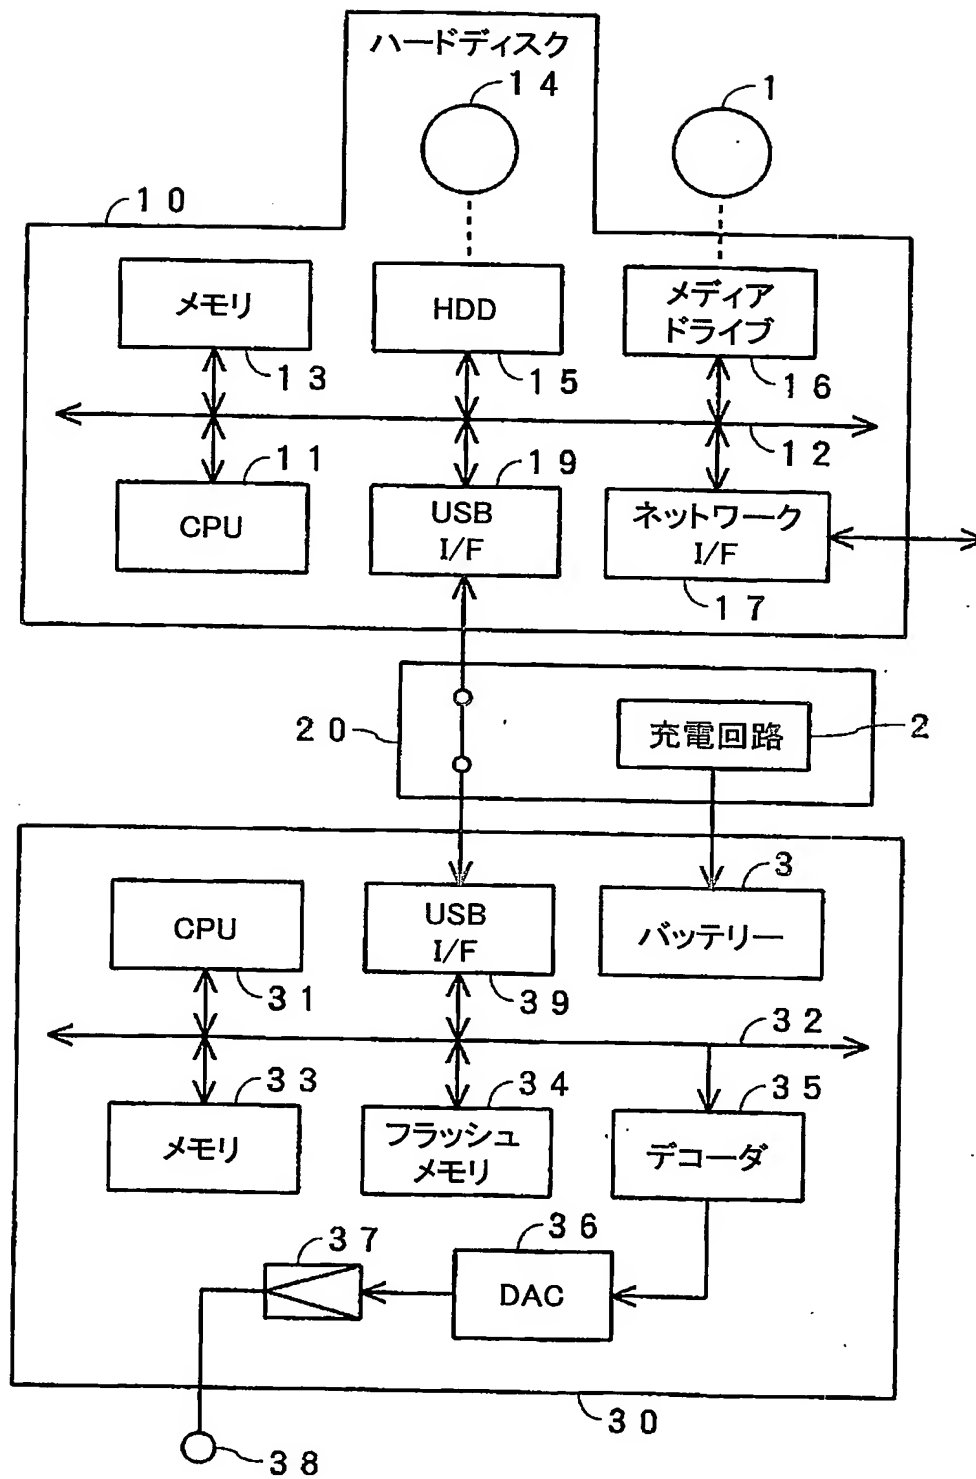 ハードディスク
14
1
10
メモリ
HDD
メディア
ドライブ
13
15
16
12
11
19
CPU
USB
I/F
ネットワーク
I/F
17
20
充電回路
2
3
CPU
USB
I/F
バッテリー
31
39
32
33
34
35
メモリ
フラッシュ
メモリ
デコーダ
37
36
DAC
30
38